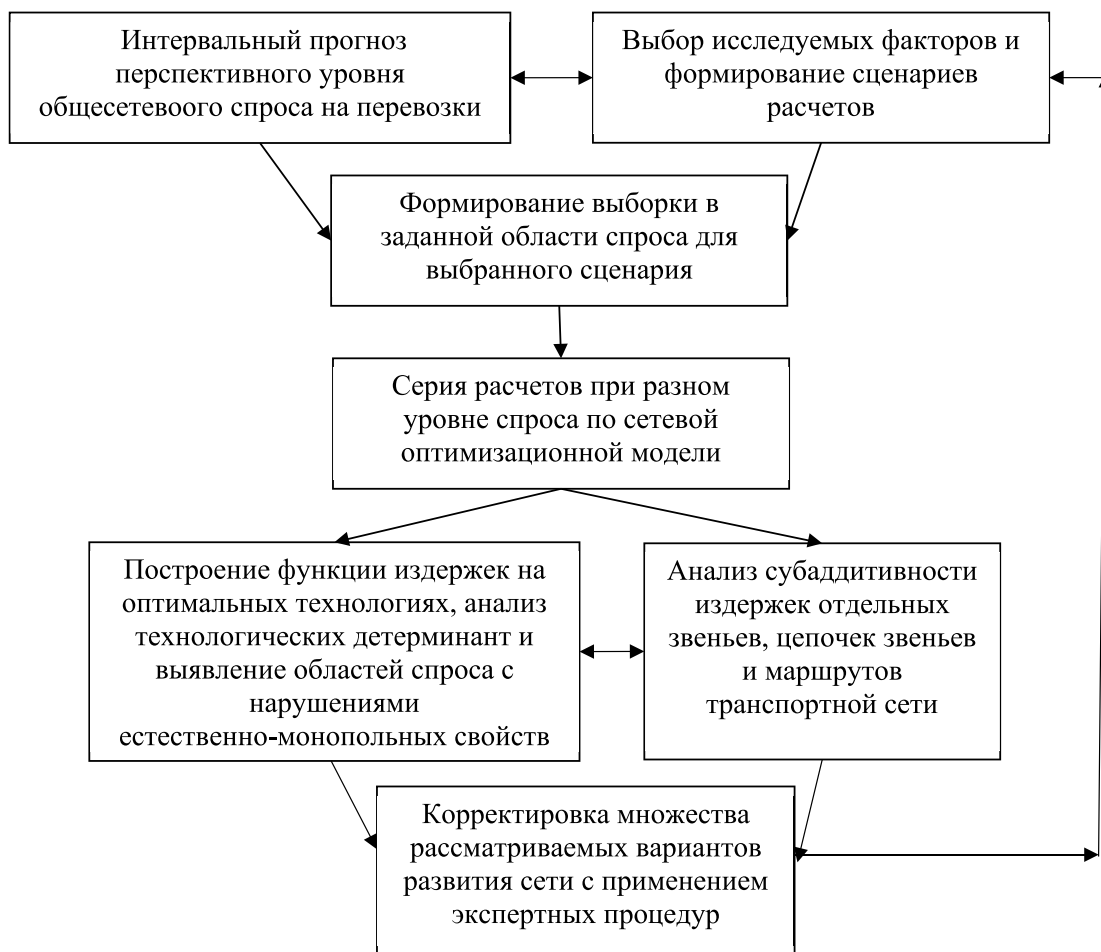 Интервальный прогноз
перспективного уровня
общесетевоого спроса на перевозки
Выбор исследуемых факторов и
формирование сценариев
расчетов
Формирование выборки в
заданной области спроса для
выбранного сценария
Серия расчетов при разном
уровне спроса по сетевой
оптимизационной модели
Построение функции издержек на
оптимальных технологиях, анализ
технологических детерминант и
выявление областей спроса с
нарушениями
естественно-монопольных свойств
Анализ субаддитивности
издержек отдельных
звеньев, цепочек звеньев
и маршрутов
транспортной сети
Корректировка множества
рассматриваемых вариантов
развития сети с применением
экспертных процедур